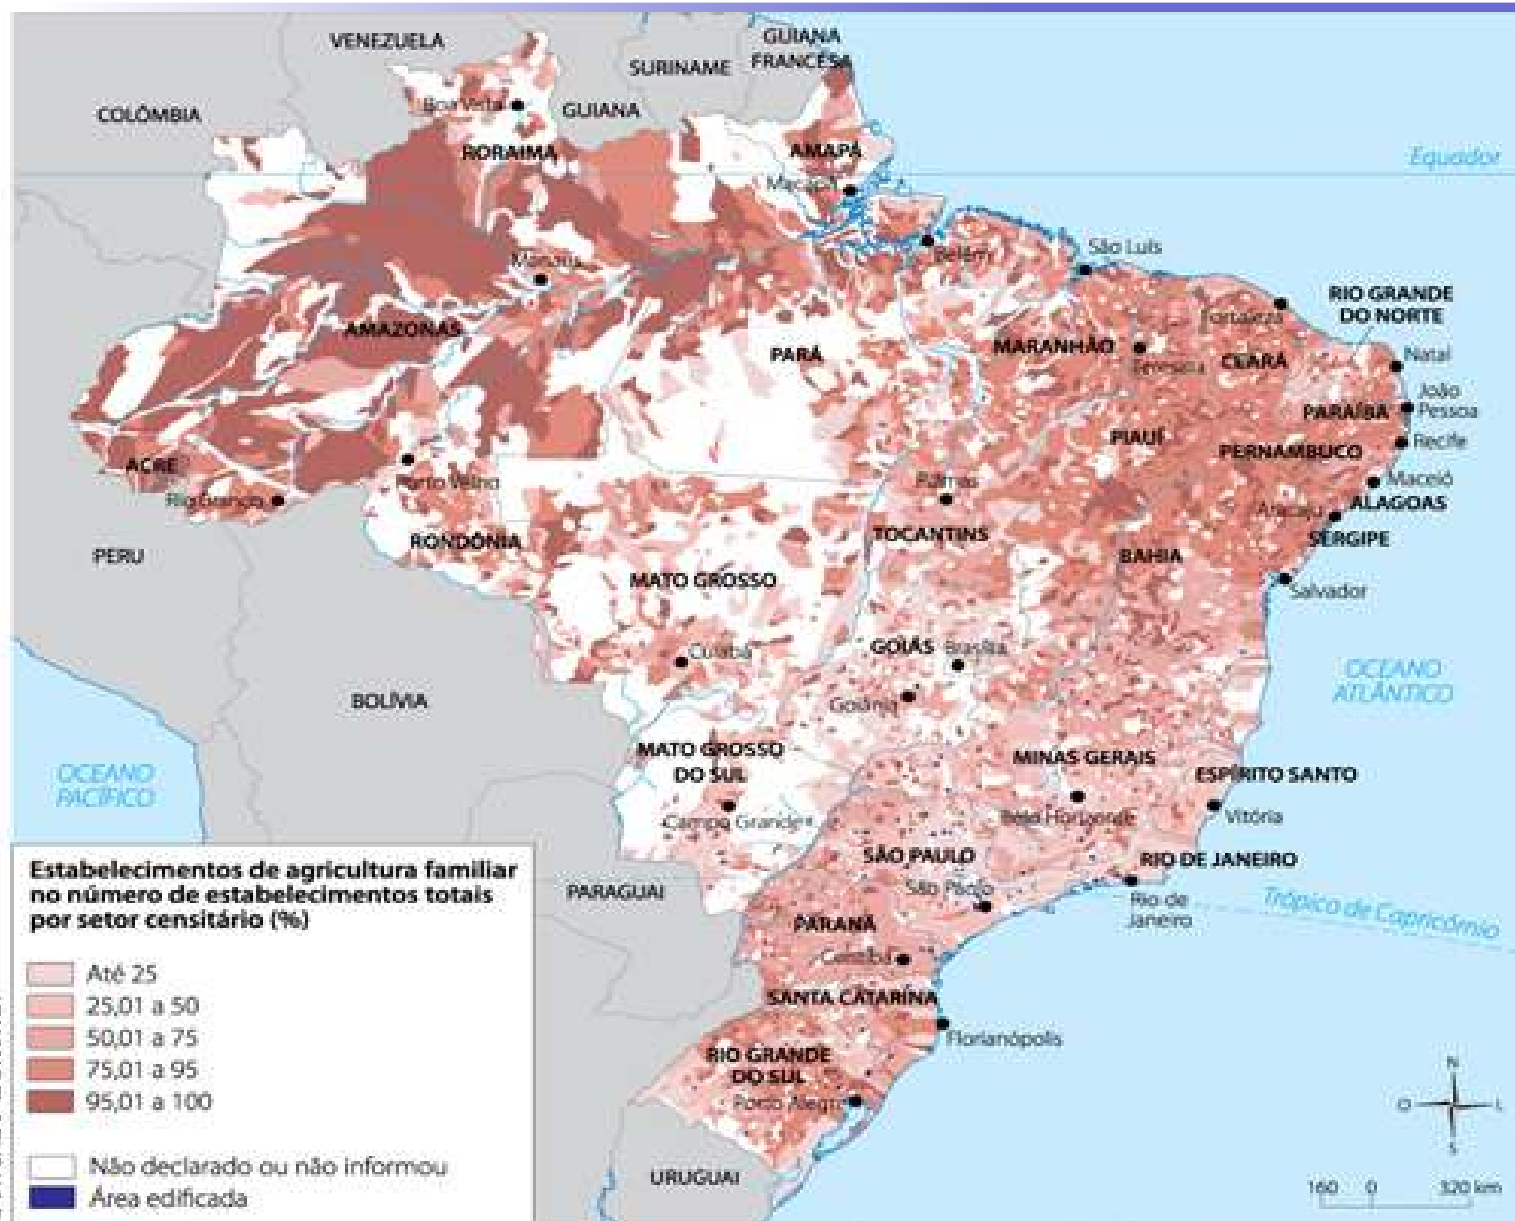 VENEZUELA
GUIANA
FRANCESA
SURINAME
COLÔMBIA
GUIANA
Boa Vista
RORAIMA
AMAPÁ
Equador
Macapá
Belém
São Luís
Manaus
RIO GRANDE
DO NORTE
Fortaleza
AMAZONAS
PARÁ
MARANHÃO
Teresina
CEARÁ
Natal
João
Pessoa
PARAÍBA
PIAUÍ
PERNAMBUCO
Recife
ACRE
Porto Velho
Palmas
Maceió
Rio Branco
Aracaju
ALAGOAS
RONDÔNIA
TOCANTINS
SERGIPE
PERU
BAHIA
MATO GROSSO
Salvador
Cuiabá
GOIÁS
Brasília
OCEANO
ATLÂNTICO
BOLÍVIA
Goiânia
MATO GROSSO
DO SUL
MINAS GERAIS
ESPÍRITO SANTO
OCEANO
PACÍFICO
Campo Grande
Belo Horizonte
Vitória
SÃO PAULO
RIO DE JANEIRO
São Paulo
PARAGUAI
Rio de
Janeiro
Trópico de Capricórnio
PARANÁ
Curitiba
SANTA CATARINA
Florianópolis
RIO GRANDE
DO SUL
Porto Alegre
URUGUAI
Estabelecimentos de agricultura familiar
no número de estabelecimentos totais
por setor censitário (%)
Até 25
25,01 a 50
50,01 a 75
75,01 a 95
95,01 a 100
Não declarado ou não informou
Área edificada
N
O
L
S
160 0 320 km